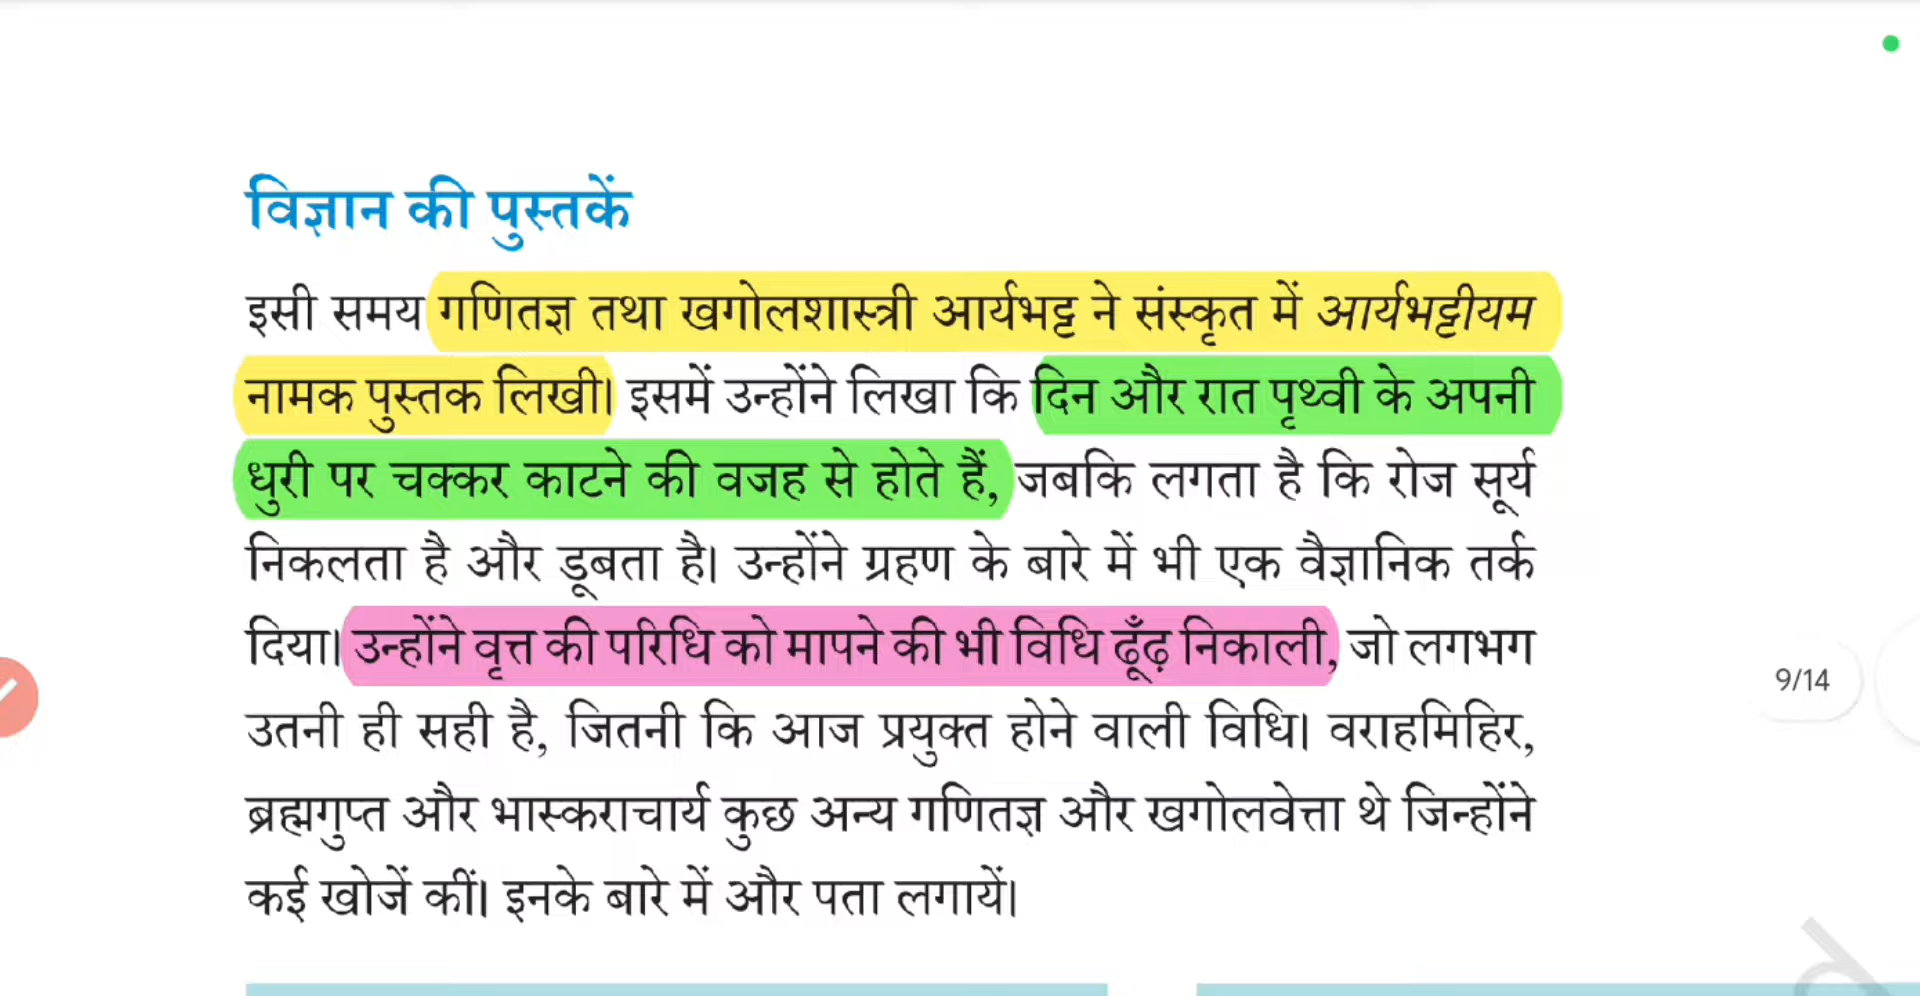 विज्ञान की पुस्तकें
इसी समय गणितज्ञ तथा खगोलशास्त्री आर्यभट्ट ने संस्कृत में आर्यभट्टीयम
नामक पुस्तक लिखी। इसमें उन्होंने लिखा कि दिन और रात पृथ्वी के अपनी
धुरी पर चक्कर काटने की वजह से होते हैं, जबकि लगता है कि रोज सूर्य
निकलता है और डूबता है। उन्होंने ग्रहण के बारे में भी एक वैज्ञानिक तर्क
दिया। उन्होंने वृत्त की परिधि को मापने की भी विधि ढूँढ़ निकाली, जो लगभग
9/14
उतनी ही सही है, जितनी कि आज प्रयुक्त होने वाली विधि। वराहमिहिर,
ब्रह्मगुप्त और भास्कराचार्य कुछ अन्य गणितज्ञ और खगोलवेत्ता थे जिन्होंने
कई खोजें कीं। इनके बारे में और पता लगायें।